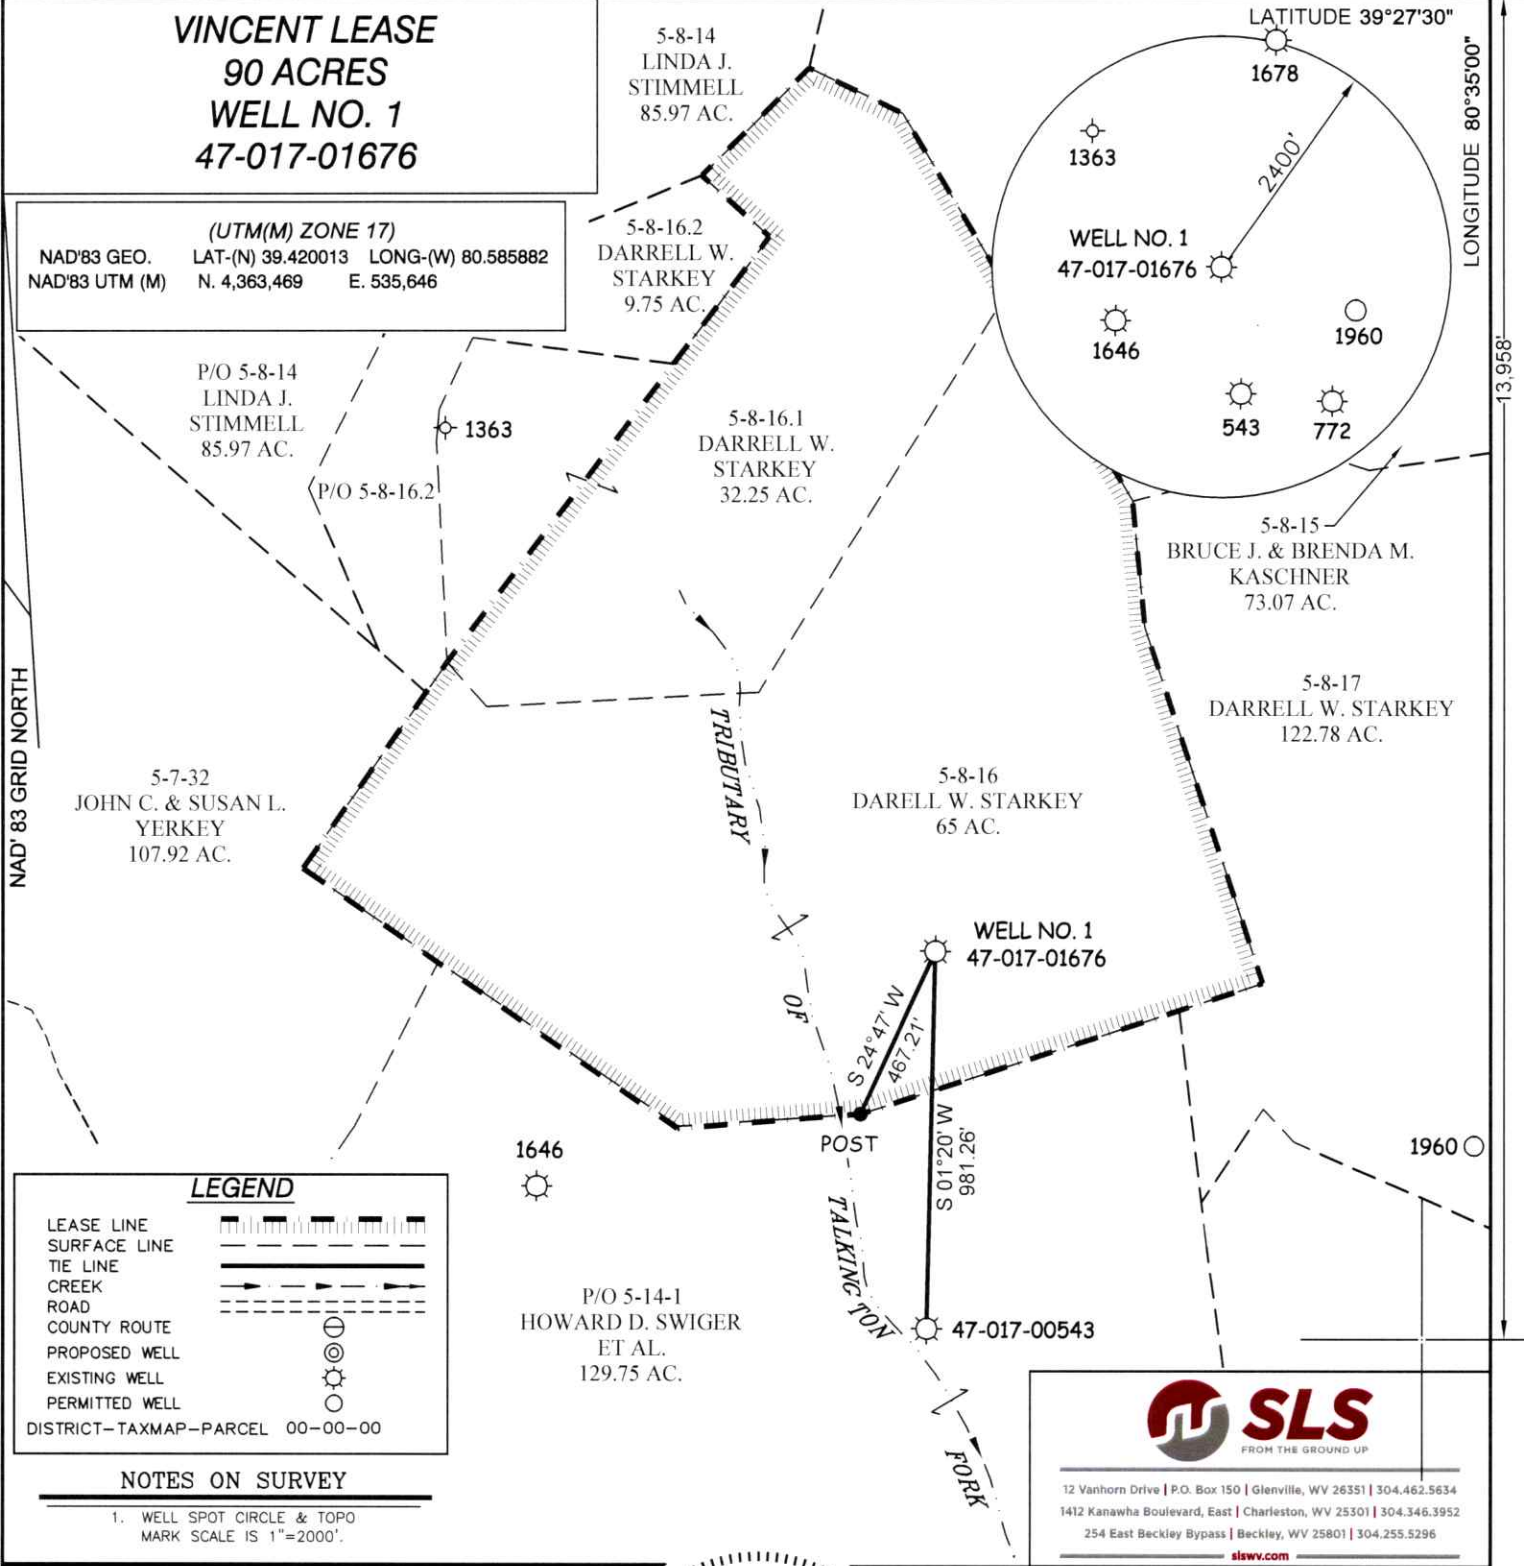 VINCENT LEASE
90 ACRES
WELL NO. 1
47-017-01676
(UTM(M) ZONE 17)
NAD'83 GEO. LAT-(N) 39.420013 LONG-(W) 80.585882
NAD'83 UTM (M) N. 4,363,469 E. 535,646
5-8-14
LINDA J.
STIMMELL
85.97 AC.
5-8-16.2
DARRELL W.
STARKEY
9.75 AC.
LATITUDE 39°27'30"
LONGITUDE 80°35'00"
13,958'
1678
1363
2400'
WELL NO. 1
47-017-01676
1646
1960
543
772
P/O 5-8-14
LINDA J.
STIMMELL
85.97 AC.
1363
P/O 5-8-16.2
5-8-16.1
DARRELL W.
STARKEY
32.25 AC.
5-8-15
BRUCE J. & BRENDA M.
KASCHNER
73.07 AC.
5-8-17
DARRELL W. STARKEY
122.78 AC.
NAD' 83 GRID NORTH
5-7-32
JOHN C. & SUSAN L.
YERKEY
107.92 AC.
TRIBUTARY
OF
TALKINGTON
FORK
5-8-16
DARELL W. STARKEY
65 AC.
WELL NO. 1
47-017-01676
S 24°47' W
467.21'
S 01°20' W
981.26'
POST
1646
1960
47-017-00543
P/O 5-14-1
HOWARD D. SWIGER
ET AL.
129.75 AC.
LEGEND
LEASE LINE
SURFACE LINE
TIE LINE
CREEK
ROAD
COUNTY ROUTE
PROPOSED WELL
EXISTING WELL
PERMITTED WELL
DISTRICT-TAXMAP-PARCEL 00-00-00
NOTES ON SURVEY
1. WELL SPOT CIRCLE & TOPO
MARK SCALE IS 1"=2000'.
SLS
FROM THE GROUND UP
12 Vanhorn Drive | P.O. Box 150 | Glenville, WV 26351 | 304.462.5634
1412 Kanawha Boulevard, East | Charleston, WV 25301 | 304.346.3952
254 East Beckley Bypass | Beckley, WV 25801 | 304.255.5296
slswv.com